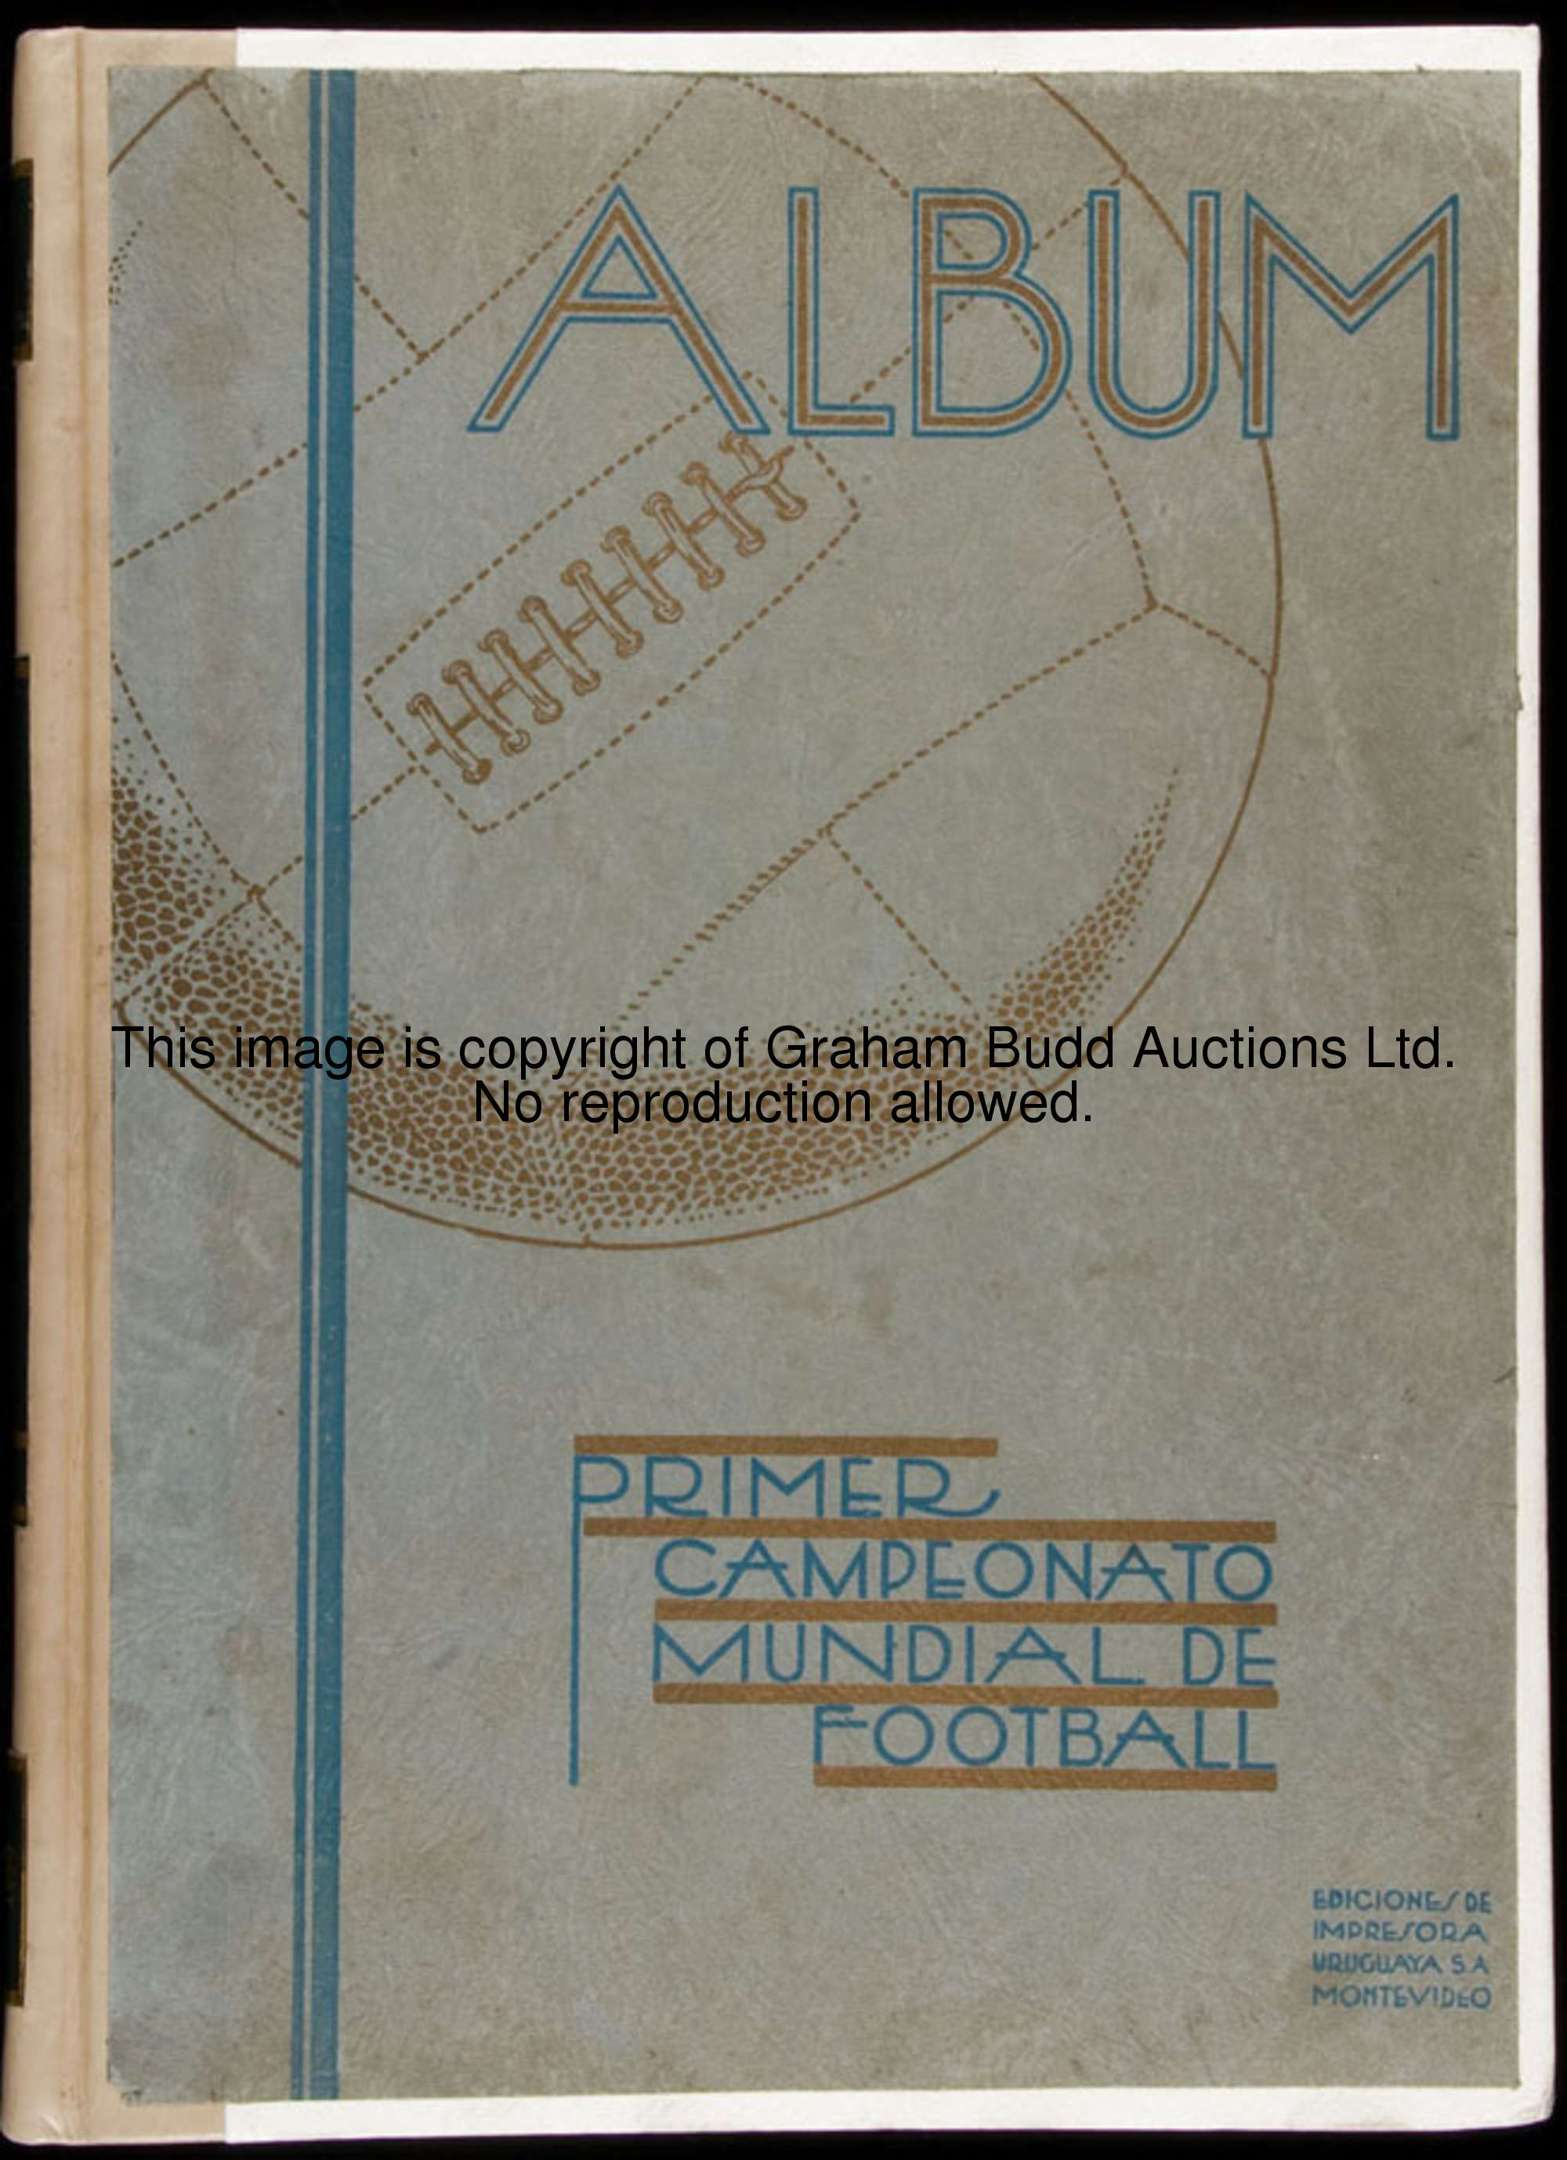 ALBUM
This image is copyright of Graham Budd Auctions Ltd.
No reproduction allowed.
PRIMER
CAMPEONATO
MUNDIAL DE
FOOTBALL
EDICIONES DE
IMPRESORA
URUGUAYA S.A
MONTEVIDEO